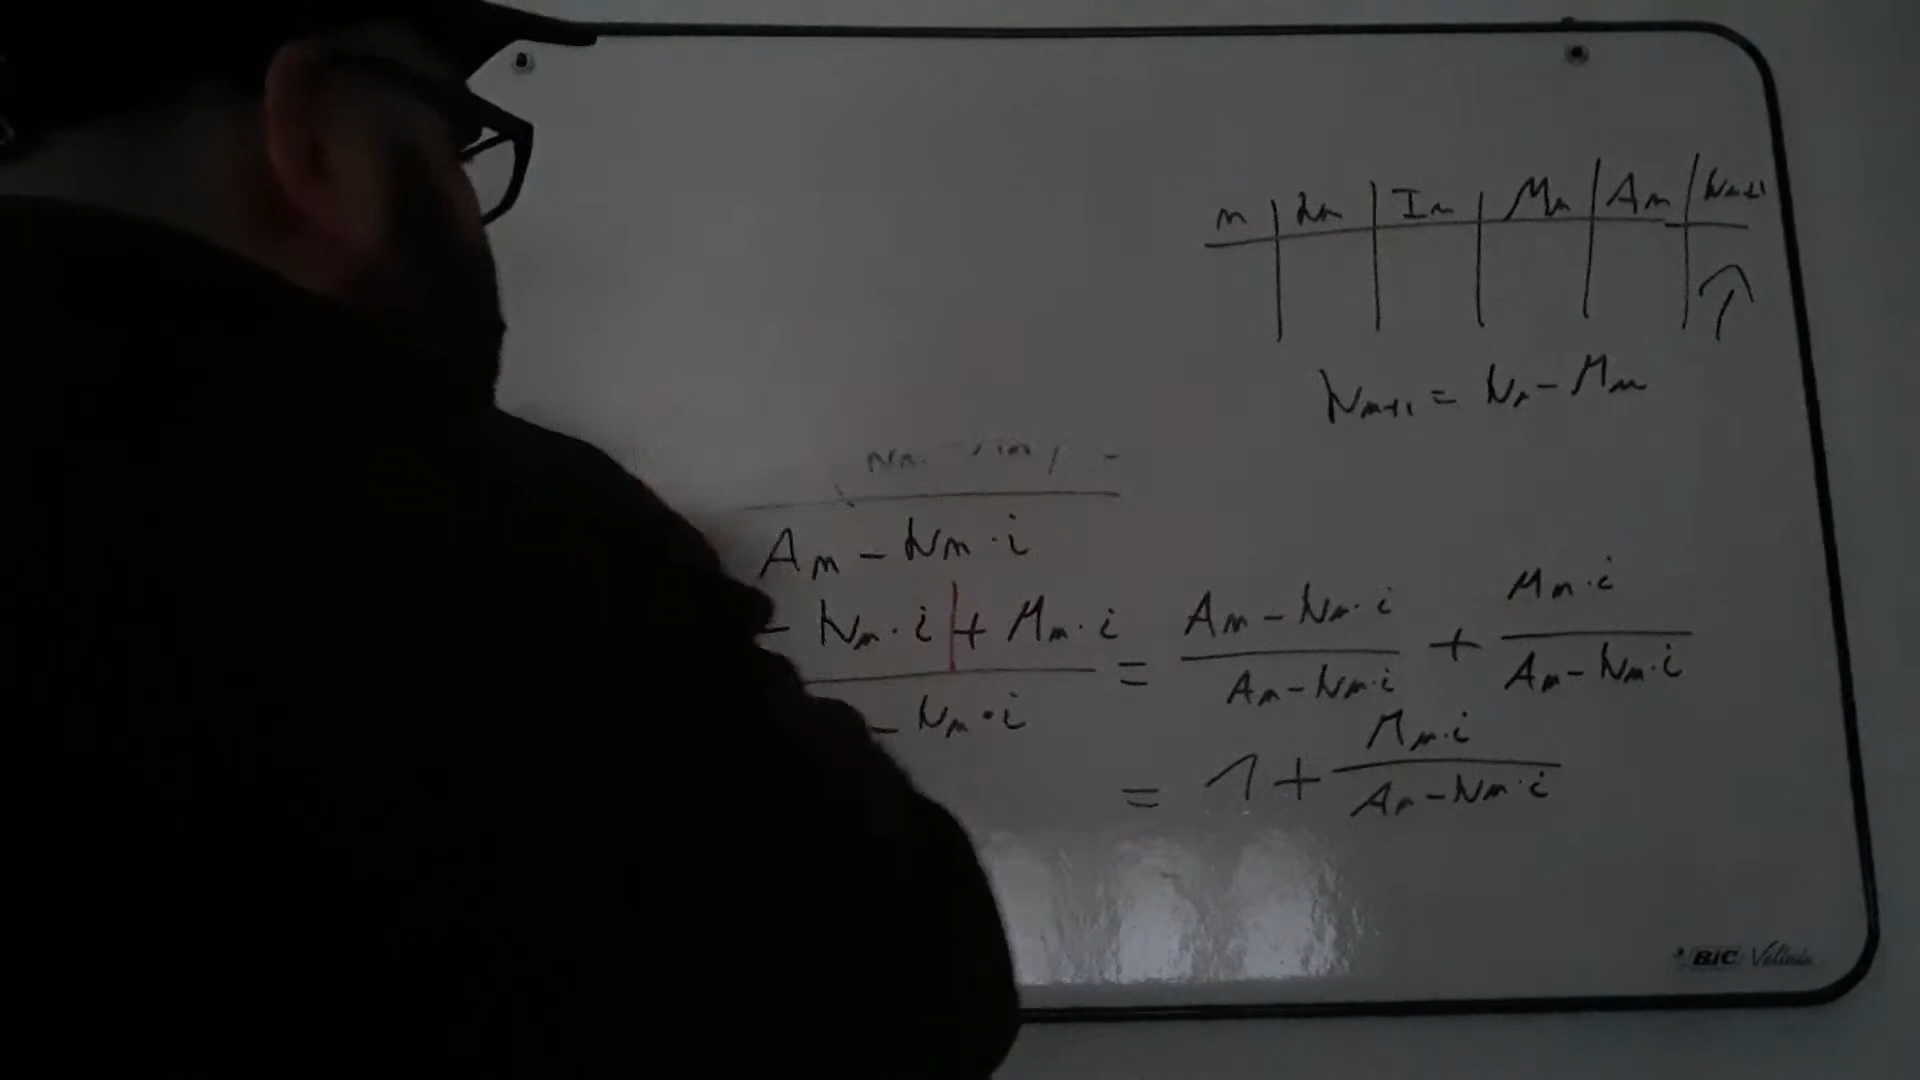 n | dn | In | Mn | An | Nn+1
Nn+1 = Nn - Mn
An - Nn · i
- Nn · i + Mn · i = An - Nn · i + Mn · i
- Nn · i An - Nn · i An - Nn · i
= 1 + Mn · i
An - Nn · i
BIC Velleda